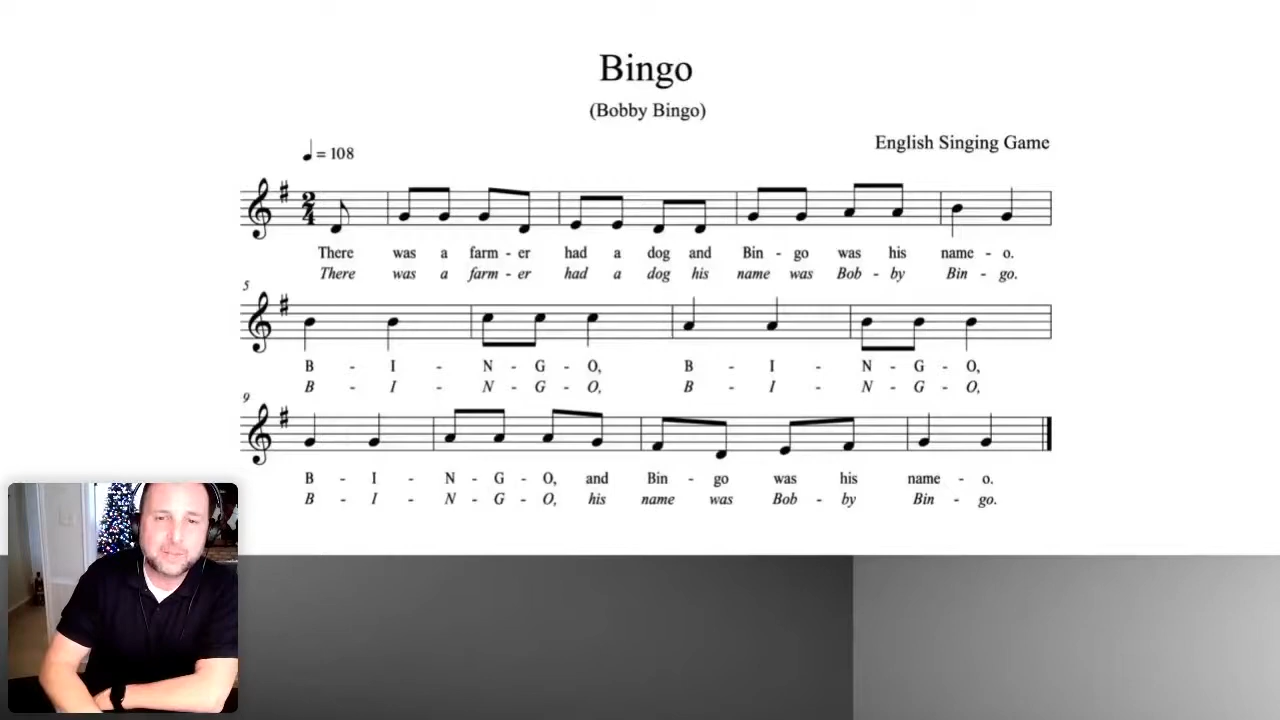 Bingo
(Bobby Bingo)
English Singing Game
♩ = 108
2
4
There was a farm - er had a dog and Bin - go was his name - o.
There was a farm - er had a dog his name was Bob - by Bin - go.
5
B - I - N - G - O, B - I - N - G - O,
B - I - N - G - O, B - I - N - G - O,
9
B - I - N - G - O, and Bin - go was his name - o.
B - I - N - G - O, his name was Bob - by Bin - go.